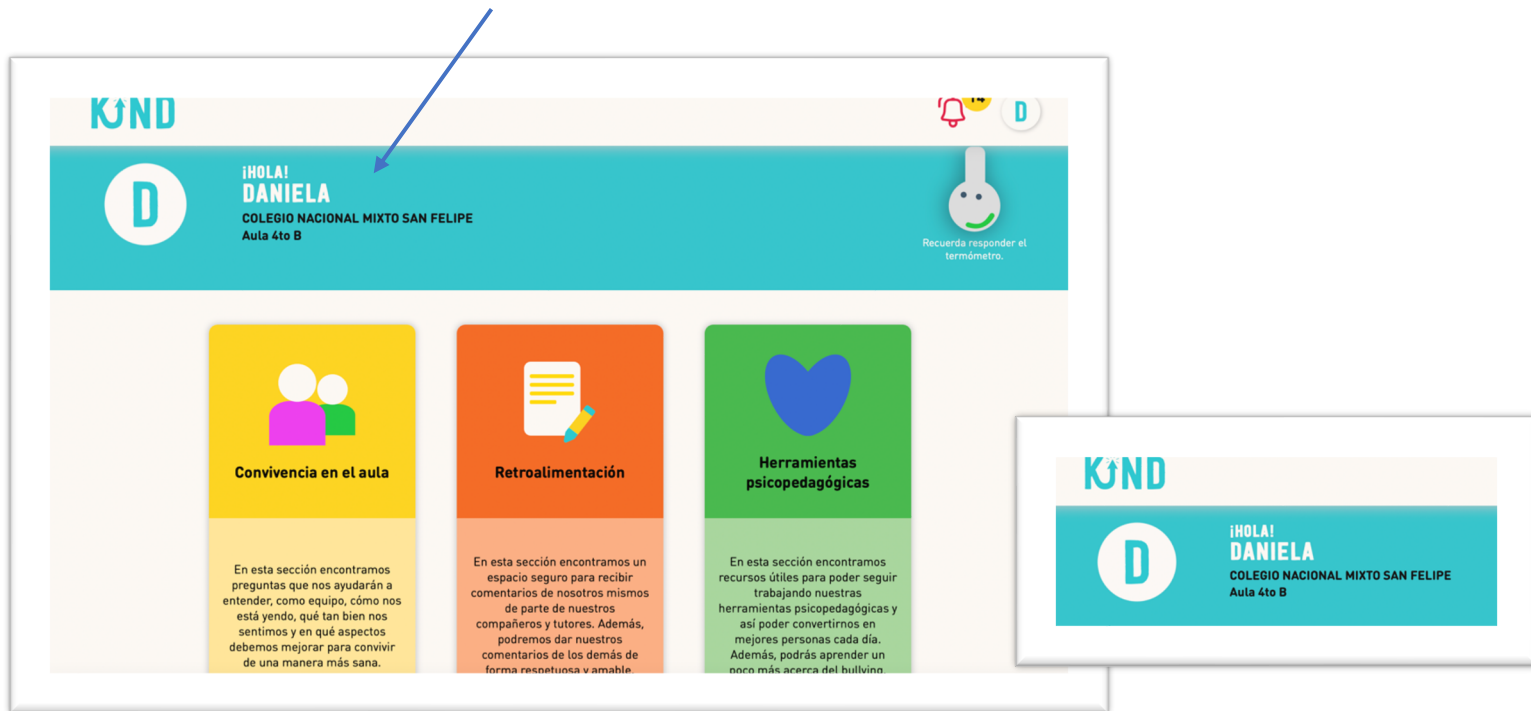 KIND
14
D
D
¡HOLA!
DANIELA
COLEGIO NACIONAL MIXTO SAN FELIPE
Aula 4to B
Recuerda responder el
termómetro.
Convivencia en el aula
En esta sección encontramos
preguntas que nos ayudarán a
entender, como equipo, cómo nos
está yendo, qué tan bien nos
sentimos y en qué aspectos
debemos mejorar para convivir
de una manera más sana.
Retroalimentación
En esta sección encontramos un
espacio seguro para recibir
comentarios de nosotros mismos
de parte de nuestros
compañeros y tutores. Además,
podremos dar nuestros
comentarios de los demás de
forma respetuosa y amable.
Herramientas
psicopedagógicas
En esta sección encontramos
recursos útiles para poder seguir
trabajando nuestras
herramientas psicopedagógicas y
así poder convertirnos en
mejores personas cada día.
Además, podrás aprender un
poco más acerca del bullying.
KIND
D
¡HOLA!
DANIELA
COLEGIO NACIONAL MIXTO SAN FELIPE
Aula 4to B